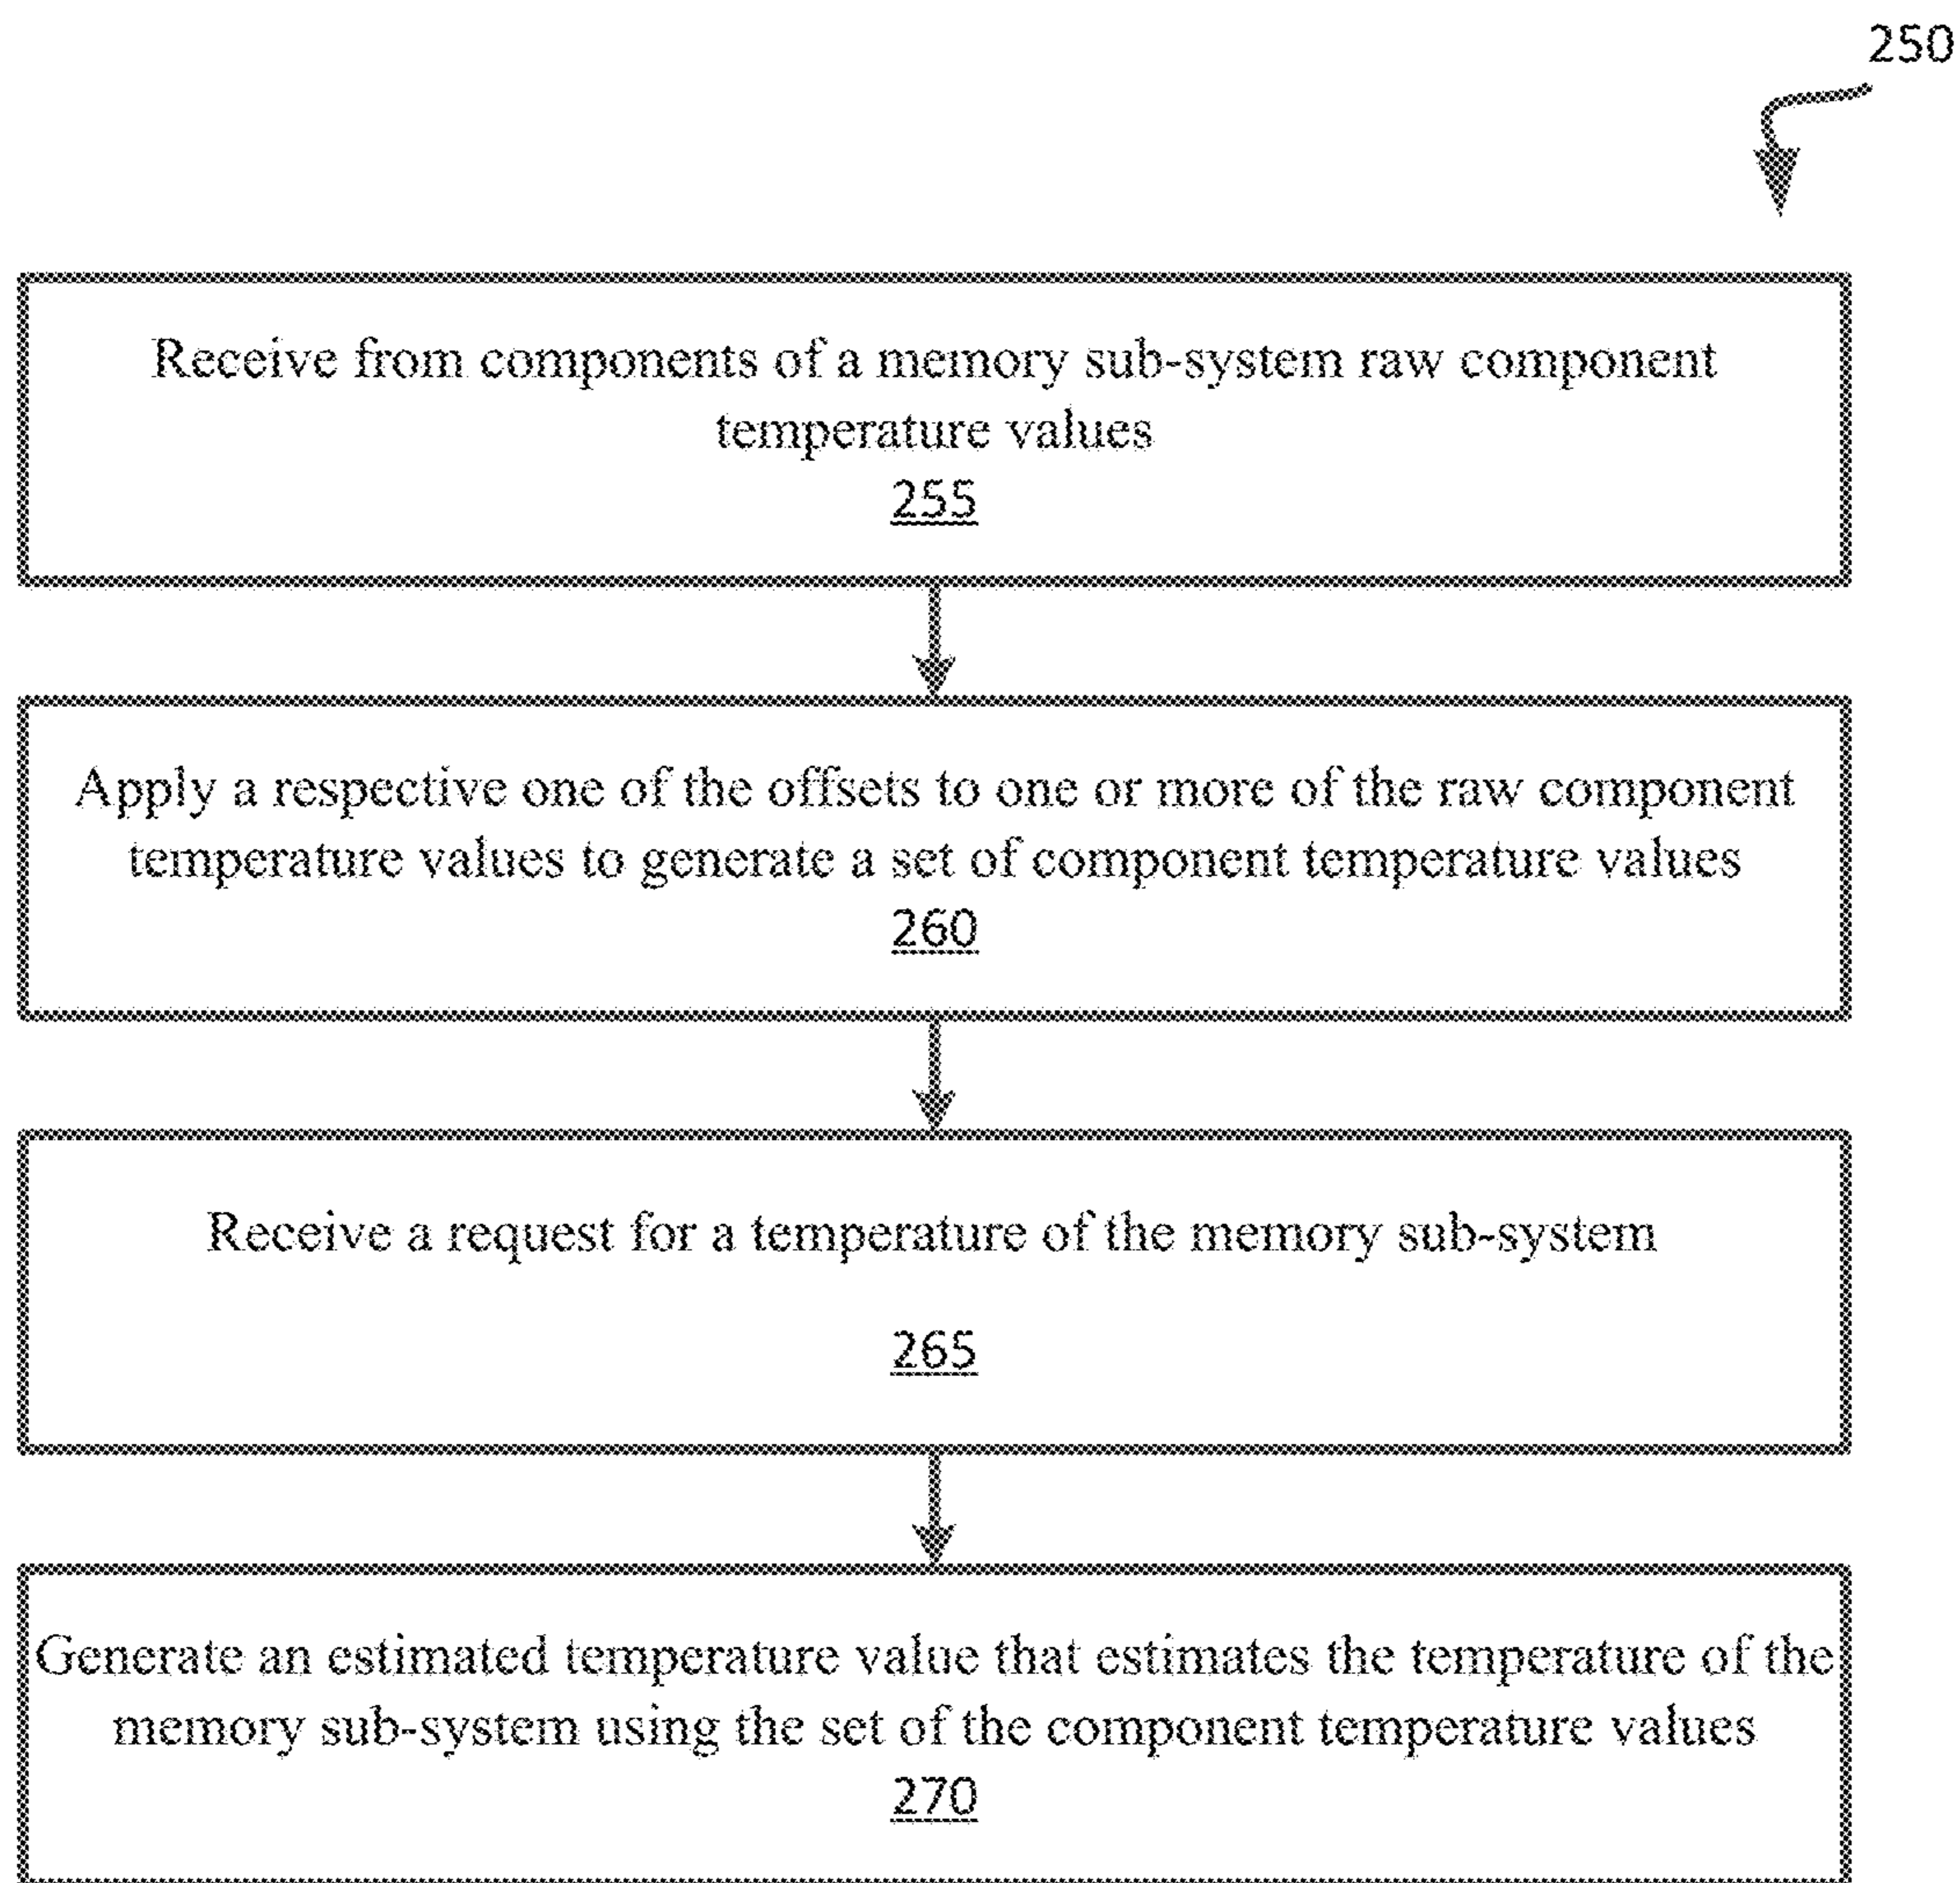 250
Receive from components of a memory sub-system raw component
temperature values
255
Apply a respective one of the offsets to one or more of the raw component
temperature values to generate a set of component temperature values
260
Receive a request for a temperature of the memory sub-system
265
Generate an estimated temperature value that estimates the temperature of the
memory sub-system using the set of the component temperature values
270